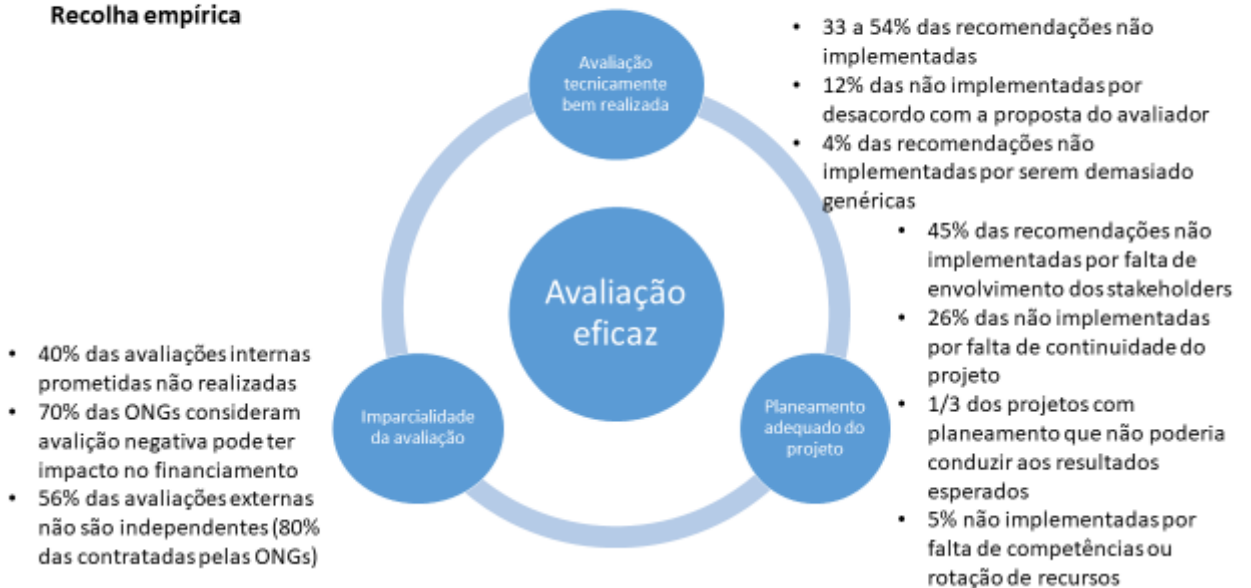 Recolha empírica
Avaliação
tecnicamente
bem realizada
• 33 a 54% das recomendações não
implementadas
• 12% das não implementadas por
desacordo com a proposta do avaliador
• 4% das recomendações não
implementadas por serem demasiado
genéricas
Avaliação
eficaz
• 45% das recomendações não
implementadas por falta de
envolvimento dos stakeholders
• 26% das não implementadas
por falta de continuidade do
projeto
• 1/3 dos projetos com
planeamento que não poderia
conduzir aos resultados
esperados
• 5% não implementadas por
falta de competências ou
rotação de recursos
Planeamento
adequado do
projeto
Imparcialidade
da avaliação
• 40% das avaliações internas
prometidas não realizadas
• 70% das ONGs consideram
avalição negativa pode ter
impacto no financiamento
• 56% das avaliações externas
não são independentes (80%
das contratadas pelas ONGs)